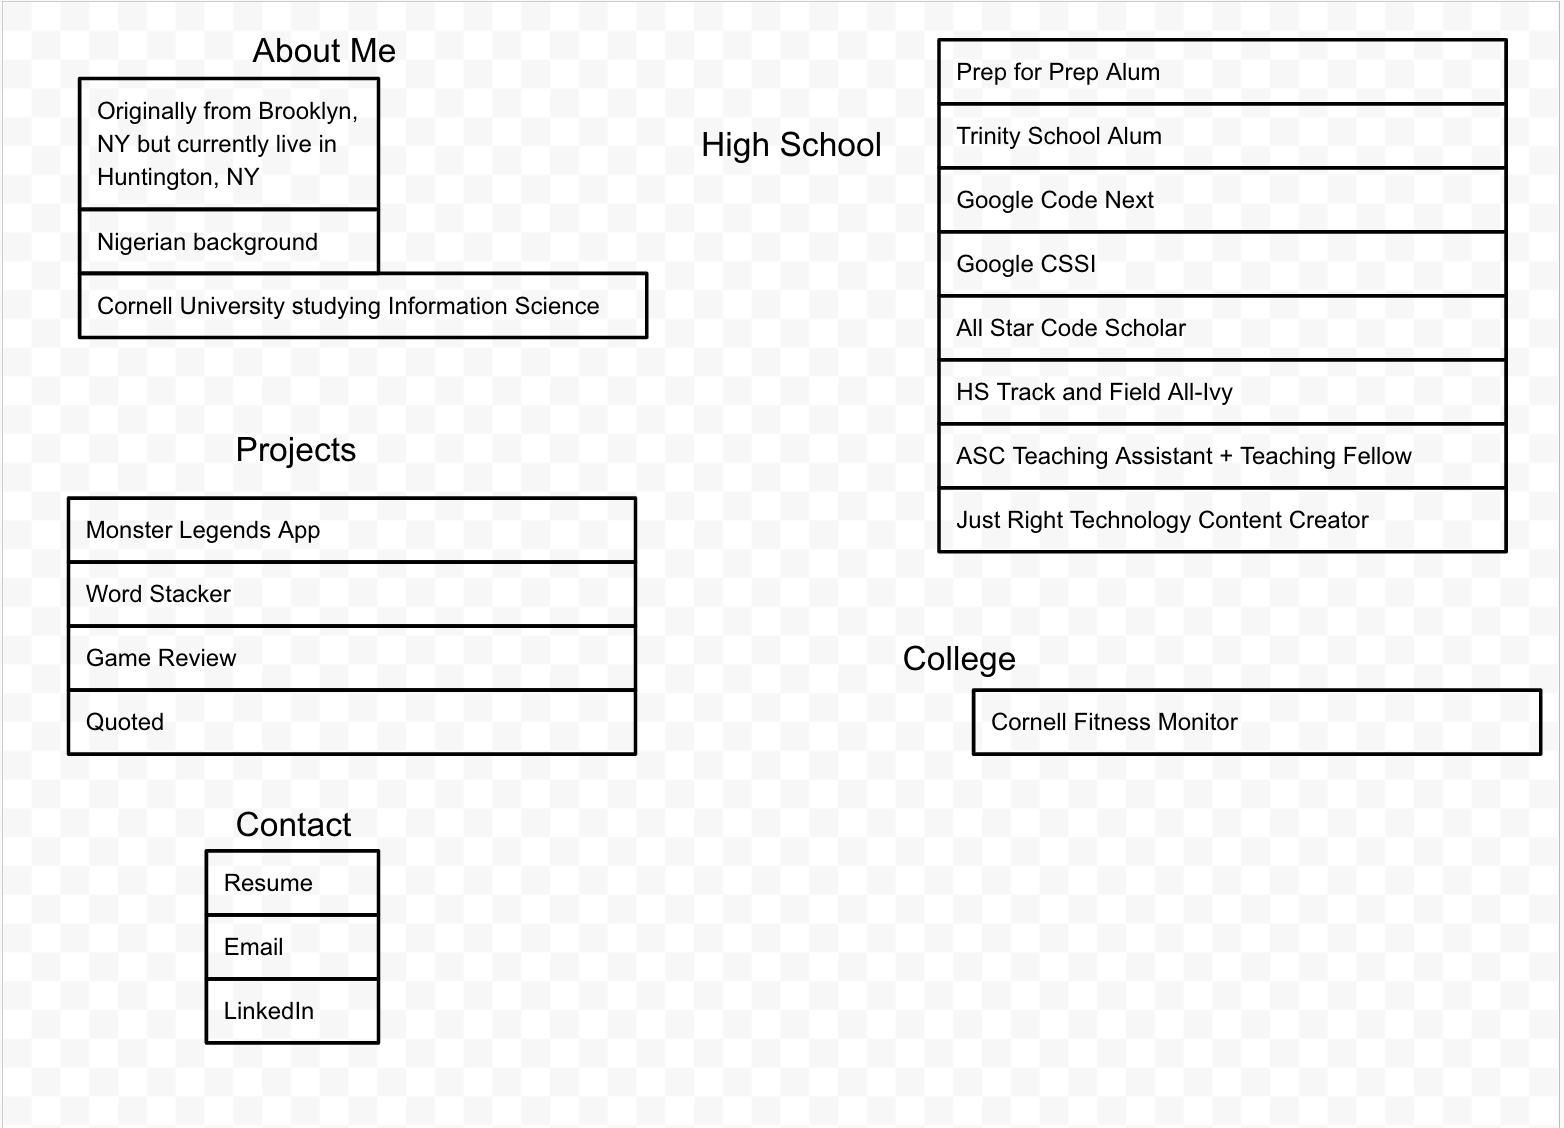 About Me
Originally from Brooklyn,
NY but currently live in
Huntington, NY
Nigerian background
Cornell University studying Information Science
Projects
Monster Legends App
Word Stacker
Game Review
Quoted
Contact
Resume
Email
LinkedIn
High School
Prep for Prep Alum
Trinity School Alum
Google Code Next
Google CSSI
All Star Code Scholar
HS Track and Field All-Ivy
ASC Teaching Assistant + Teaching Fellow
Just Right Technology Content Creator
College
Cornell Fitness Monitor